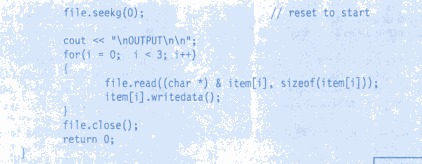 file.seekg(0); // reset to start
cout << "\nOUTPUT\n\n";
for(i = 0; i < 3; i++)
{
file.read((char *) & item[i], sizeof(item[i]));
item[i].writedata();
}
file.close();
return 0;
}